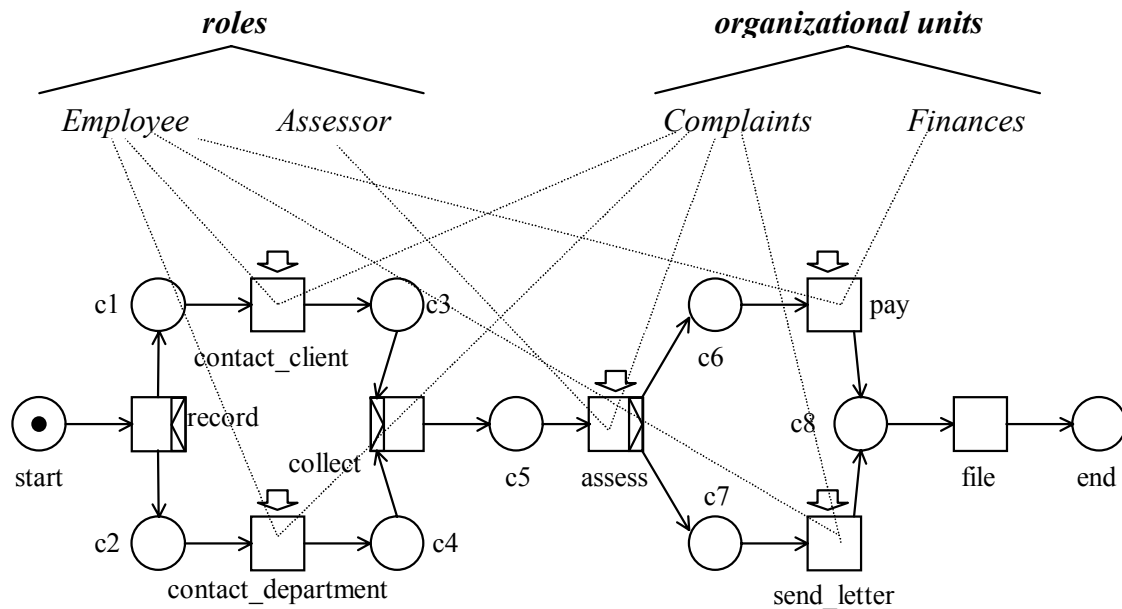 roles
organizational units
Employee
Assessor
Complaints
Finances
c1
contact_client
c3
c6
pay
start
record
collect
c5
assess
c8
file
end
c2
contact_department
c4
c7
send_letter